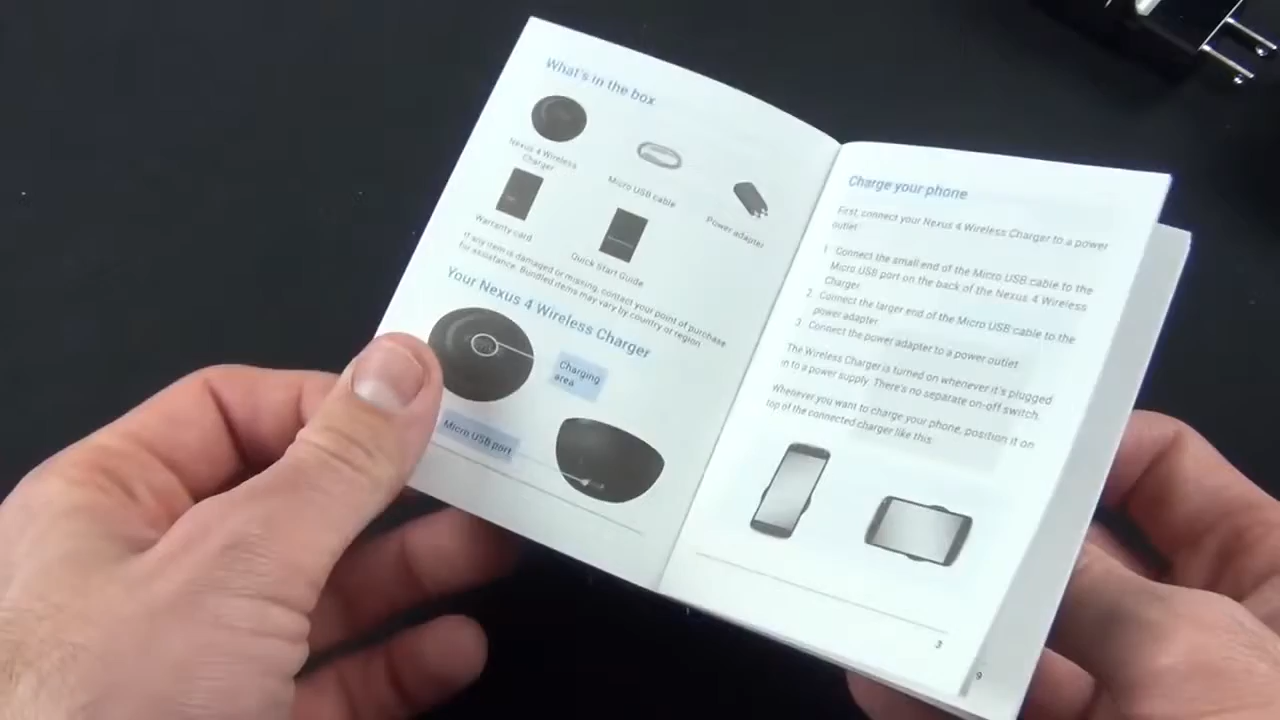 What's in the box
Nexus 4 Wireless
Charger
Micro USB cable
Power adapter
Warranty card
Quick Start Guide
If any item is damaged or missing, contact your point of purchase
for assistance. Bundled items may vary by country or region
Your Nexus 4 Wireless Charger
Charging
area
Micro USB port
Charge your phone
First, connect your Nexus 4 Wireless Charger to a power
outlet
1 Connect the small end of the Micro USB cable to the
Micro USB port on the back of the Nexus 4 Wireless
Charger
2 Connect the larger end of the Micro USB cable to the
power adapter
3 Connect the power adapter to a power outlet
The Wireless Charger is turned on whenever it's plugged
in to a power supply. There's no separate on-off switch.
Whenever you want to charge your phone, position it on
top of the connected charger like this:
3
9